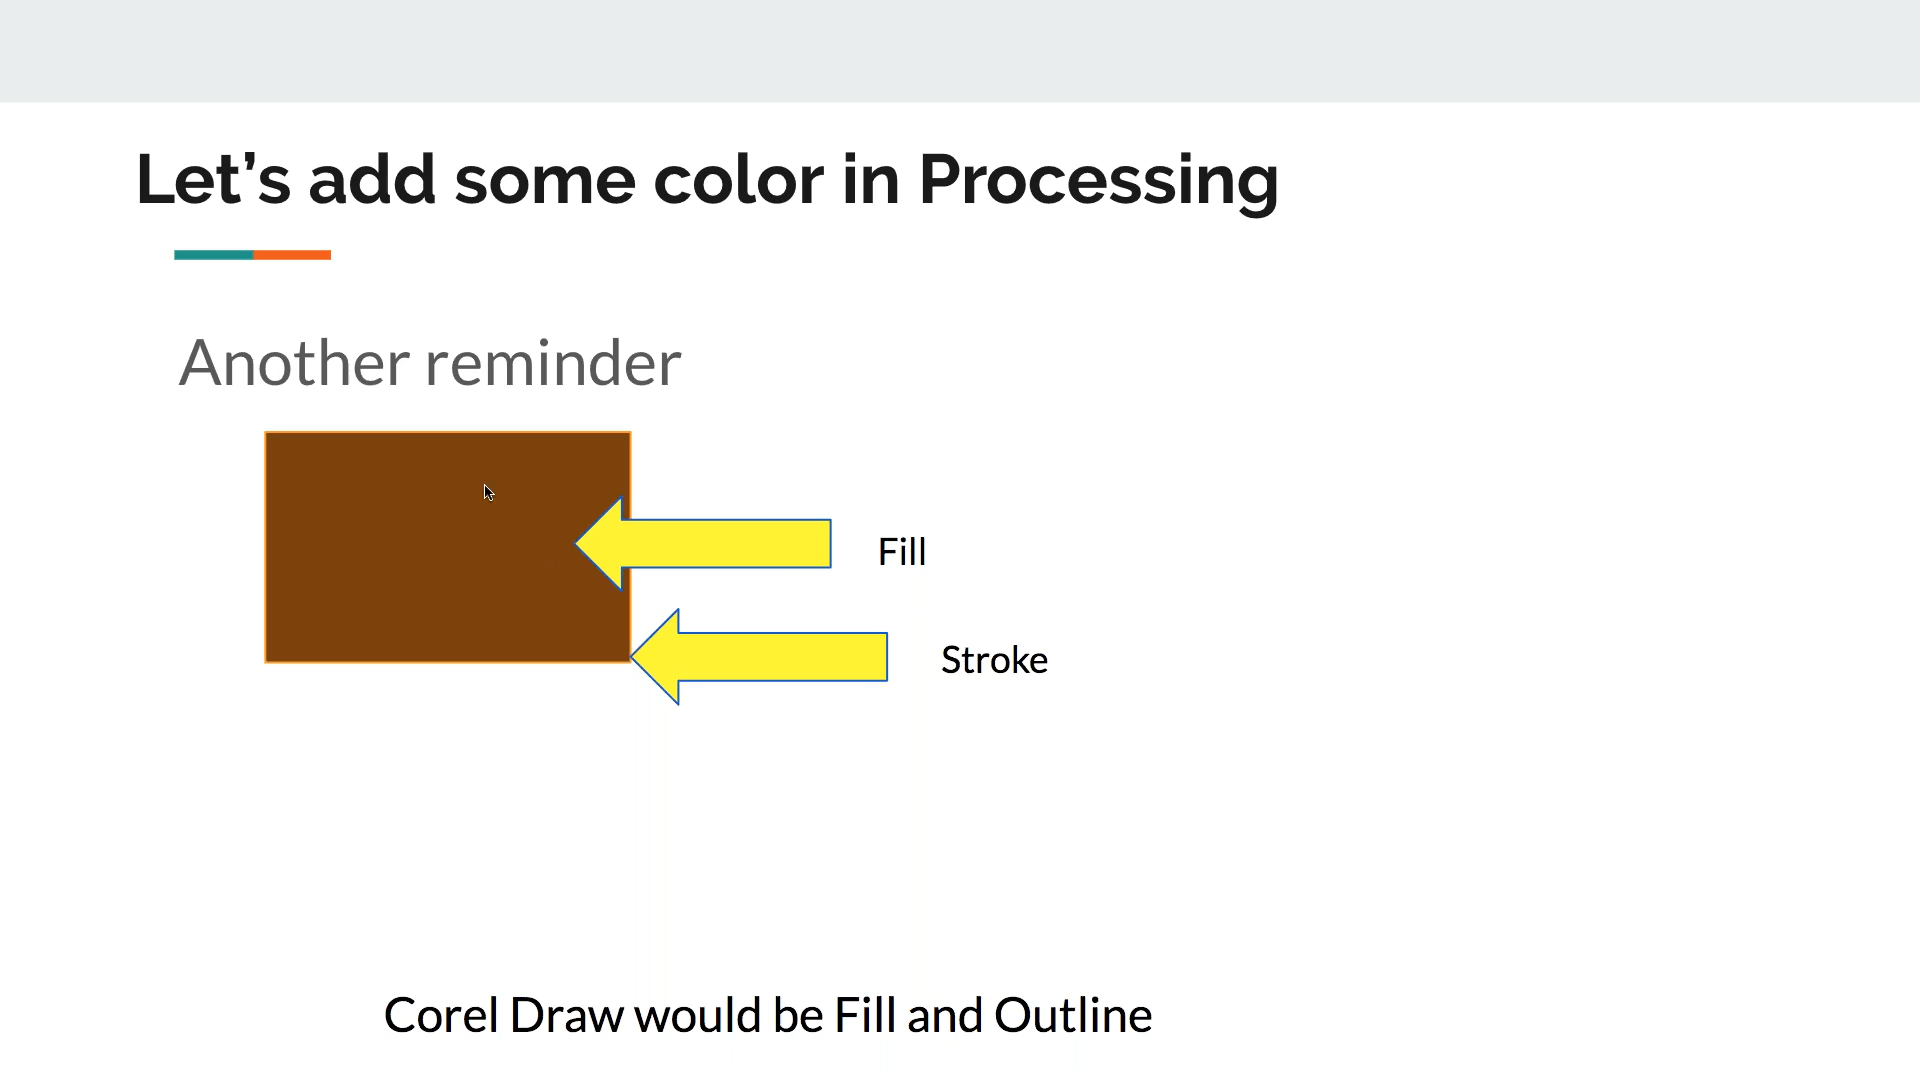 Let’s add some color in Processing
Another reminder
Fill
Stroke
Corel Draw would be Fill and Outline